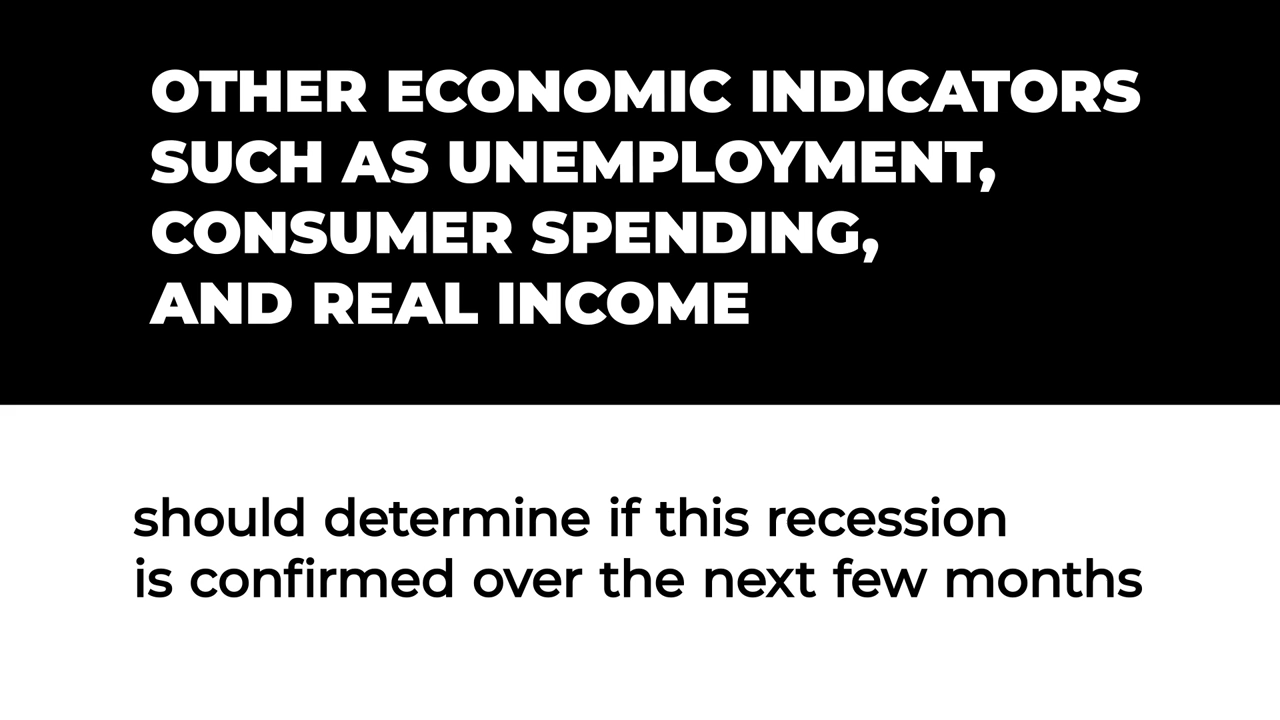 OTHER ECONOMIC INDICATORS
SUCH AS UNEMPLOYMENT,
CONSUMER SPENDING,
AND REAL INCOME
should determine if this recession
is confirmed over the next few months